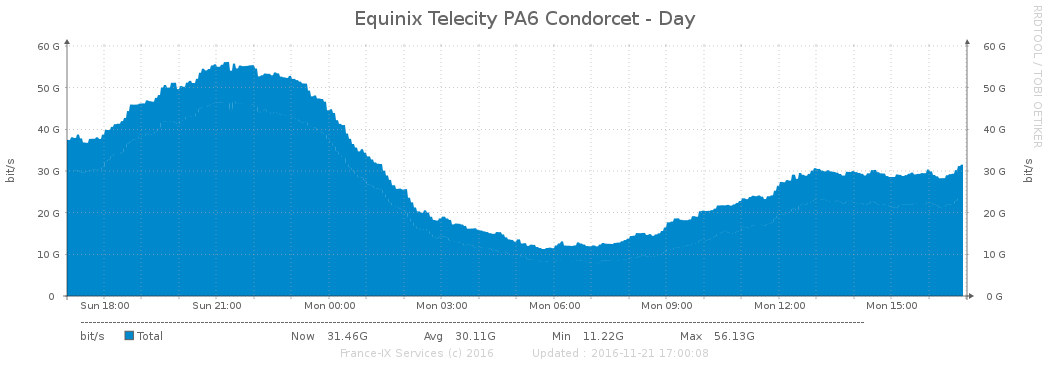 Equinix Telecity PA6 Condorcet - Day
RRDTOOL / TOBI OETIKER
60 G 60 G
50 G 50 G
40 G 40 G
30 G 30 G
20 G 20 G
10 G 10 G
0 0 G
bit/s bit/s
Sun 18:00 Sun 21:00 Mon 00:00 Mon 03:00 Mon 06:00 Mon 09:00 Mon 12:00 Mon 15:00
bit/s Total Now 31.46G Avg 30.11G Min 11.22G Max 56.13G
France-IX Services (c) 2016 Updated : 2016-11-21 17:00:08